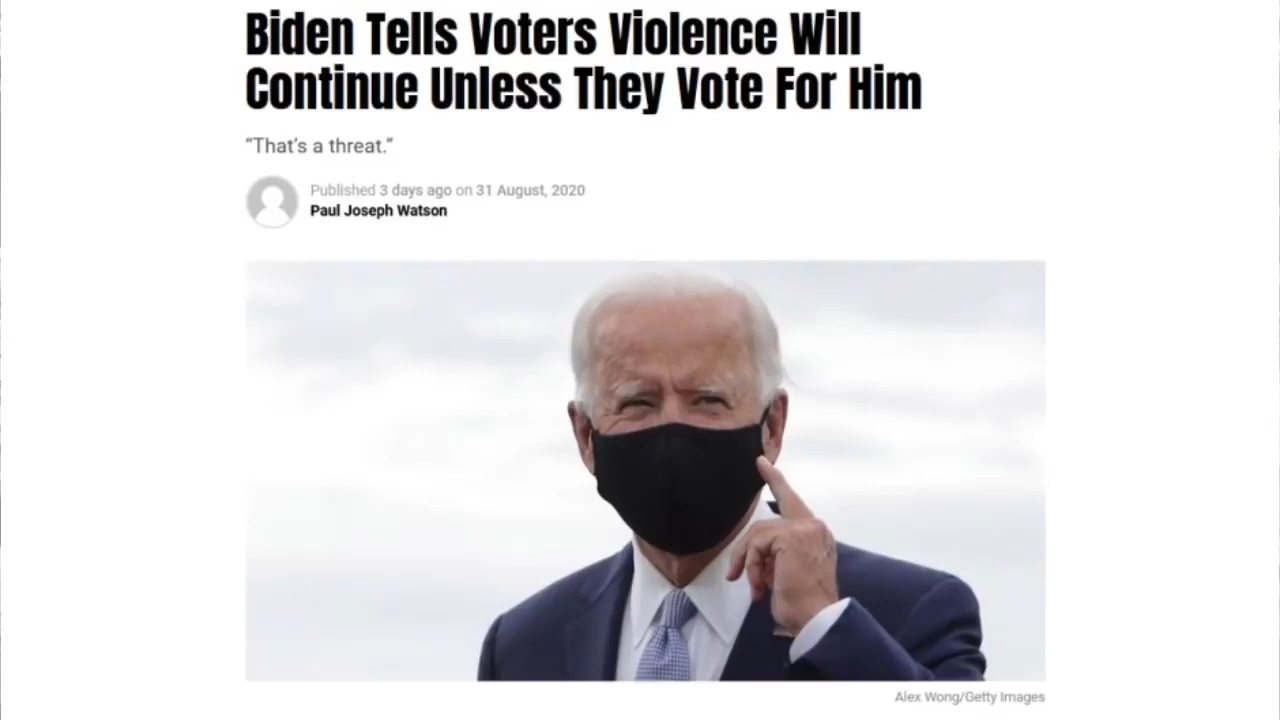 Biden Tells Voters Violence Will
Continue Unless They Vote For Him
“That’s a threat.”
Published 3 days ago on 31 August, 2020
Paul Joseph Watson
Alex Wong/Getty Images